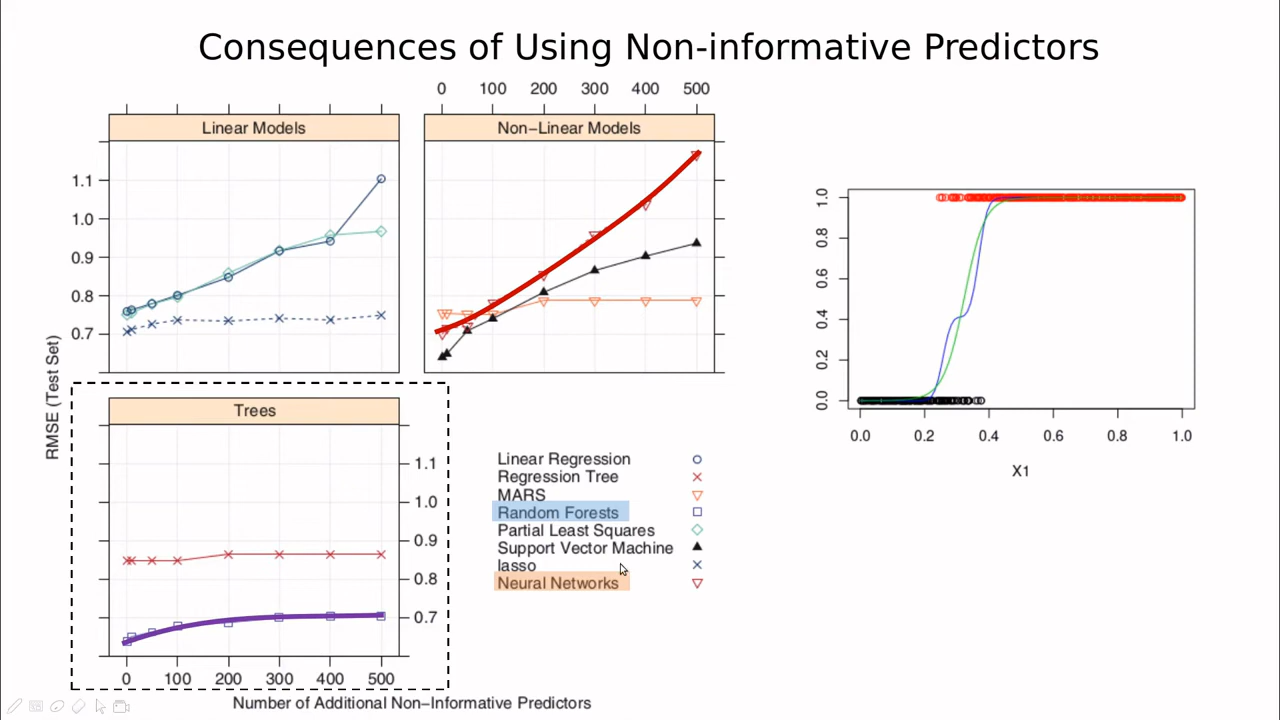 Consequences of Using Non-informative Predictors
0 100 200 300 400 500
Linear Models
Non−Linear Models
1.1
1.0
0.9
0.8
0.7
RMSE (Test Set)
Trees
1.1
1.0
0.9
0.8
0.7
0 100 200 300 400 500
Number of Additional Non−Informative Predictors
Linear Regression
Regression Tree
MARS
Random Forests
Partial Least Squares
Support Vector Machine
lasso
Neural Networks
1.0
0.8
0.6
0.4
0.2
0.0
0.0 0.2 0.4 0.6 0.8 1.0
X1